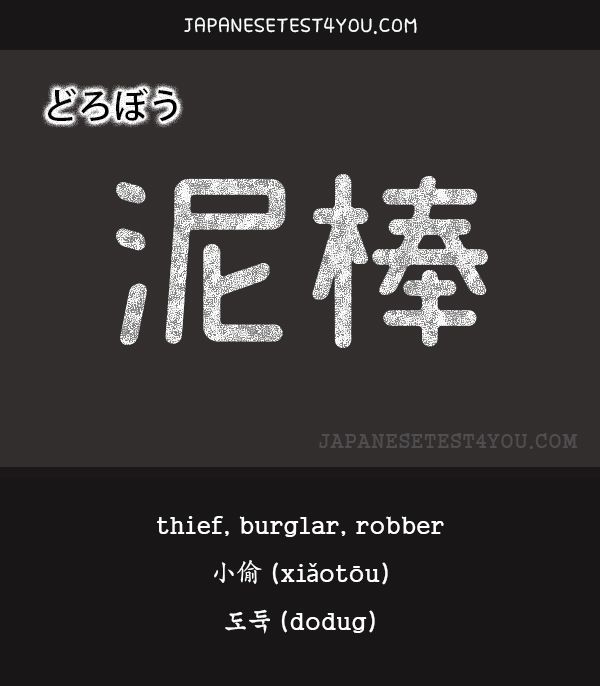 JAPANESETEST4YOU.COM
どろぼう
泥棒
JAPANESETEST4YOU.COM
thief, burglar, robber
小偷 (xiǎotōu)
도둑 (dodug)